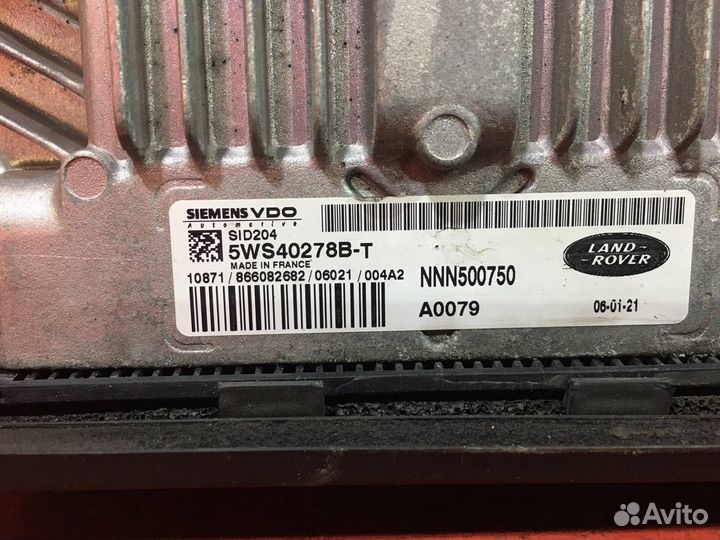 SIEMENS VDO
Automotive
SID204
5WS40278B-T
MADE IN FRANCE
10871/866082682/06021/004A2
NNN500750
A0079
LAND-
-ROVER
06-01-21
Avito